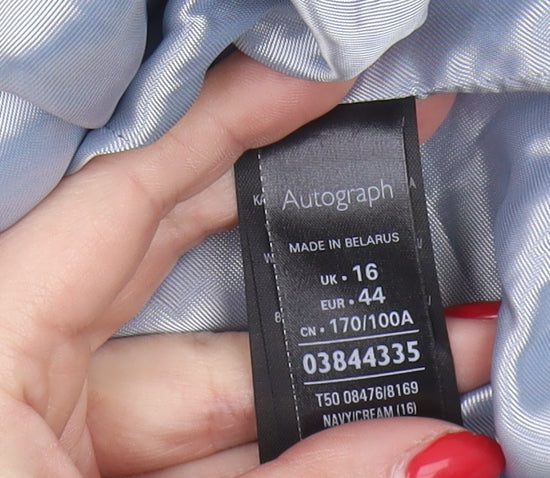 Autograph
MADE IN BELARUS
UK • 16
EUR • 44
CN • 170/100A
03844335
T50 08476/8169
NAVY/CREAM (16)